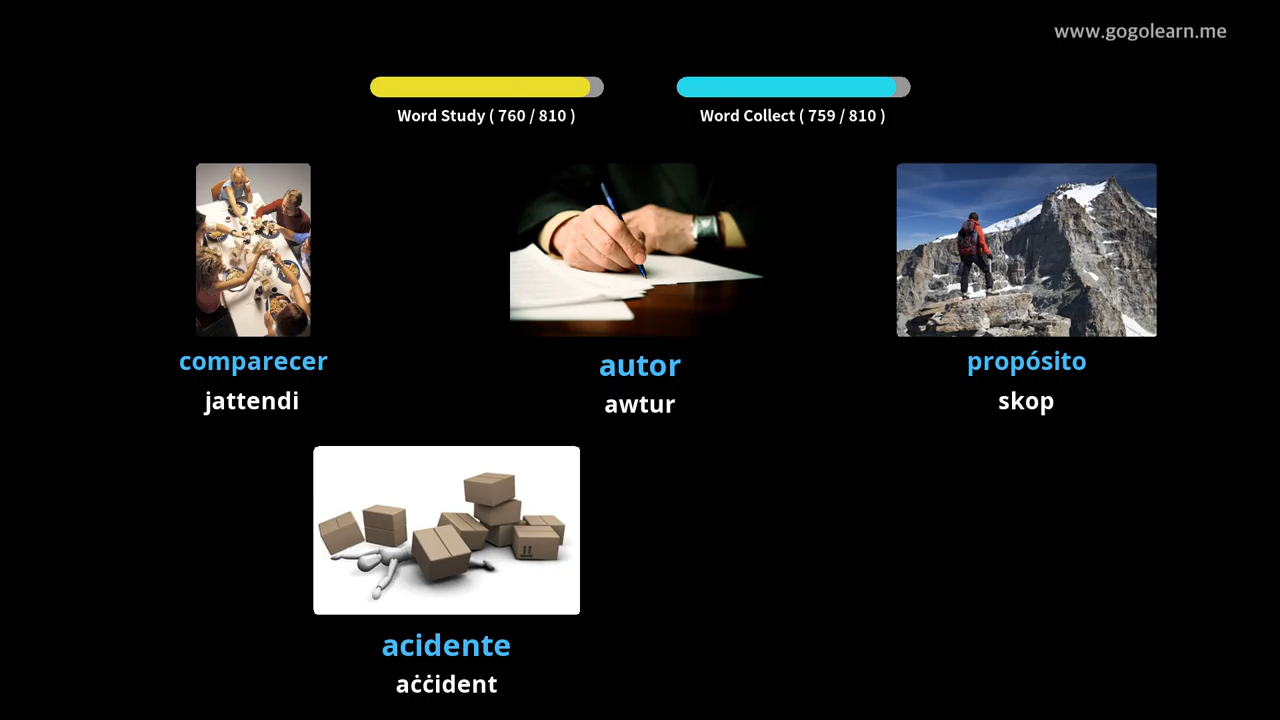 www.gogolearn.me
Word Study ( 760 / 810 )
Word Collect ( 759 / 810 )
comparecer
jattendi
autor
awtur
propósito
skop
acidente
aċċident